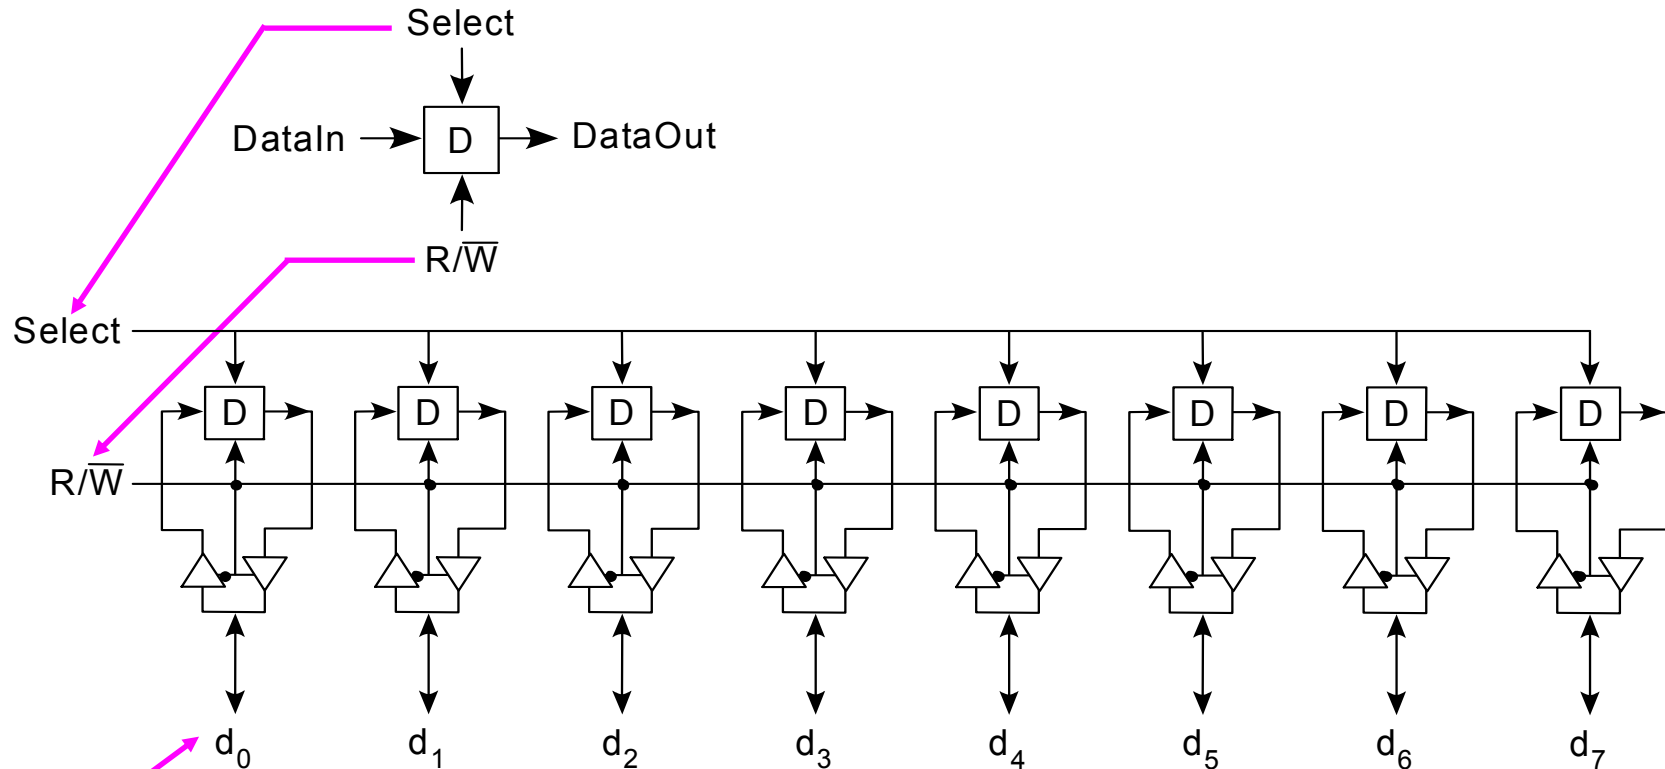 Select
DataIn D DataOut
R/W̅
Select
D D D D D D D D
R/W̅
d₀ d₁ d₂ d₃ d₄ d₅ d₆ d₇